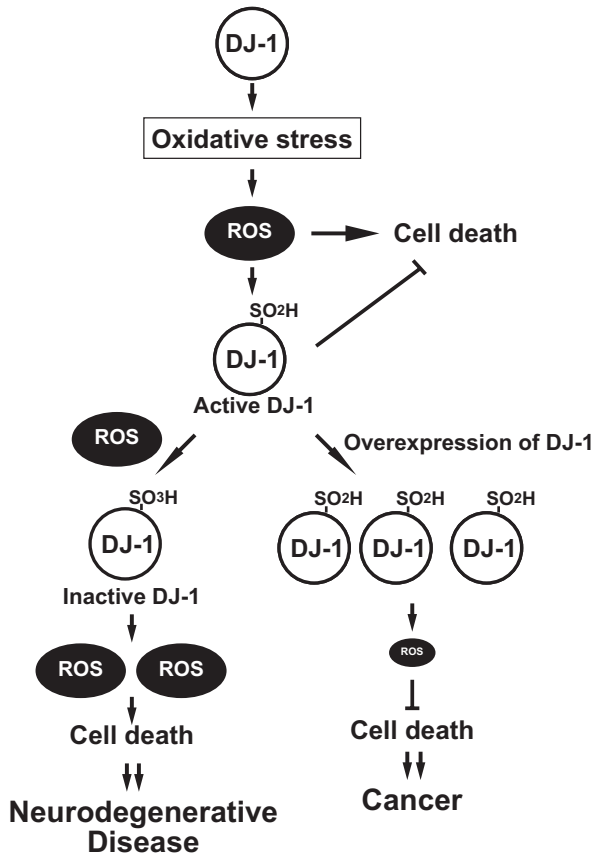 DJ-1
Oxidative stress
ROS
Cell death
SO2H
DJ-1
Active DJ-1
ROS
Overexpression of DJ-1
SO3H
DJ-1
Inactive DJ-1
SO2H SO2H SO2H
DJ-1 DJ-1 DJ-1
ROS ROS
ROS
Cell death
Cell death
Neurodegenerative
Disease
Cancer